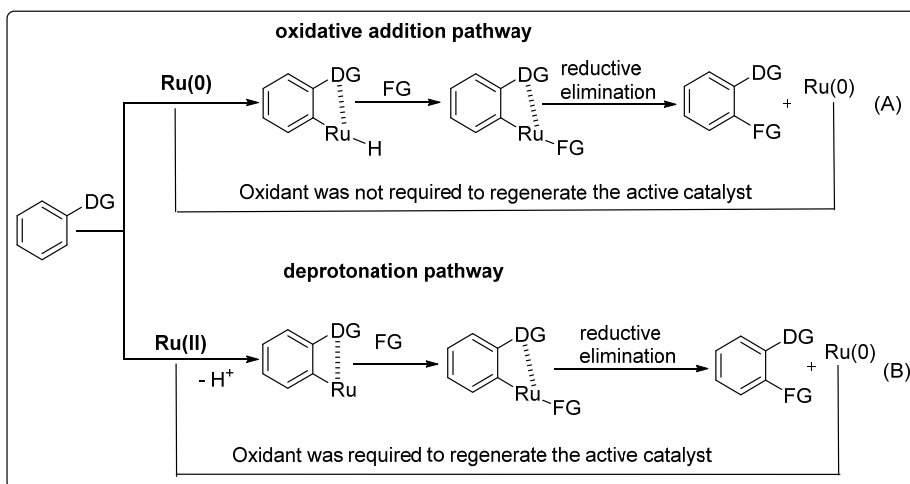 oxidative addition pathway
Ru(0)
DG
Ru
H
FG
DG
Ru
FG
reductive
elimination
DG
FG
+
Ru(0)
(A)
Oxidant was not required to regenerate the active catalyst
DG
deprotonation pathway
Ru(II)
- H+
DG
Ru
FG
DG
Ru
FG
reductive
elimination
DG
FG
+
Ru(0)
(B)
Oxidant was required to regenerate the active catalyst